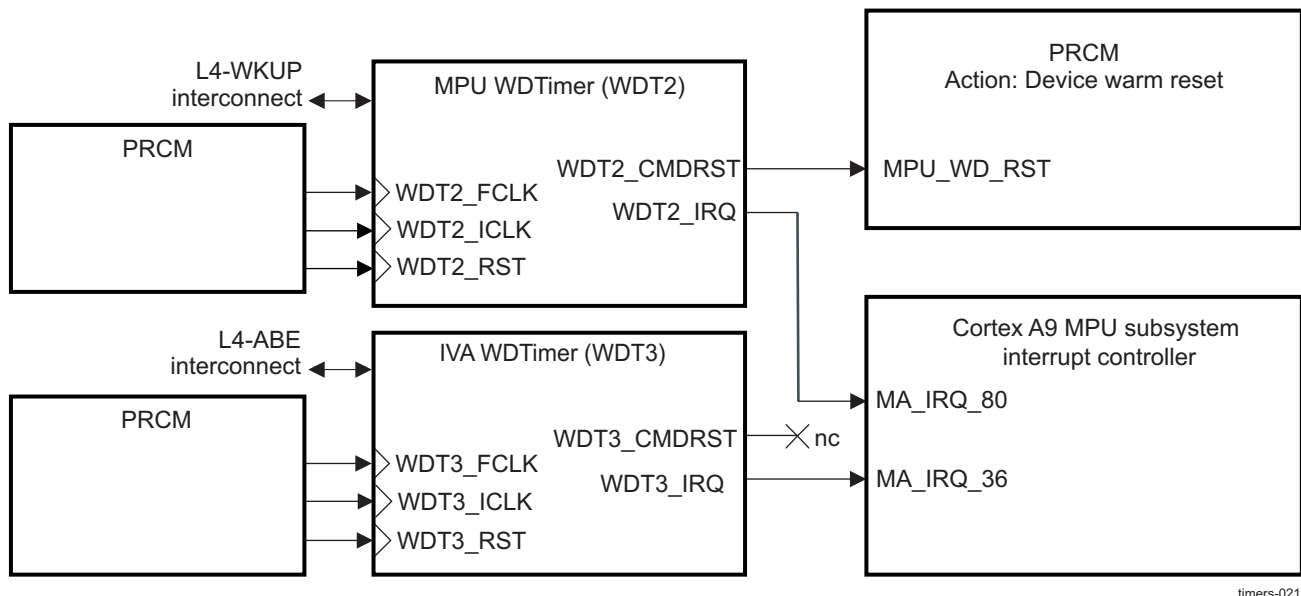 L4-WKUP
interconnect
PRCM
MPU WDTimer (WDT2)
WDT2_FCLK
WDT2_ICLK
WDT2_RST
WDT2_CMDRST
WDT2_IRQ
PRCM
Action: Device warm reset
MPU_WD_RST
L4-ABE
interconnect
PRCM
IVA WDTimer (WDT3)
WDT3_FCLK
WDT3_ICLK
WDT3_RST
WDT3_CMDRST
nc
WDT3_IRQ
Cortex A9 MPU subsystem
interrupt controller
MA_IRQ_80
MA_IRQ_36
timers-021